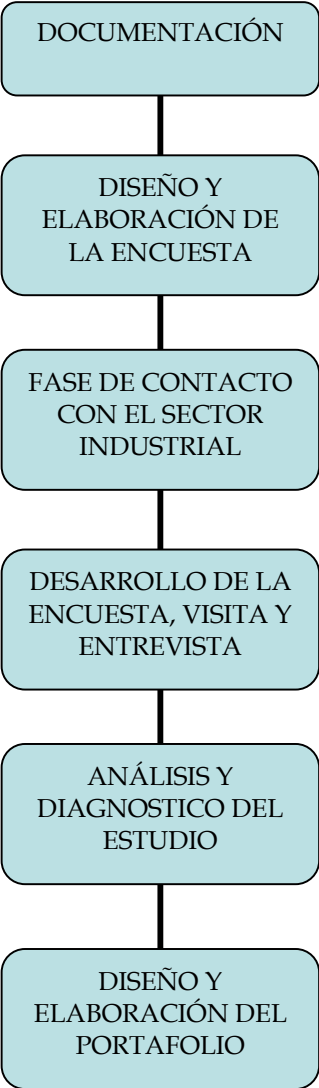 DOCUMENTACIÓN
DISEÑO Y
ELABORACIÓN DE
LA ENCUESTA
FASE DE CONTACTO
CON EL SECTOR
INDUSTRIAL
DESARROLLO DE LA
ENCUESTA, VISITA Y
ENTREVISTA
ANÁLISIS Y
DIAGNOSTICO DEL
ESTUDIO
DISEÑO Y
ELABORACIÓN DEL
PORTAFOLIO